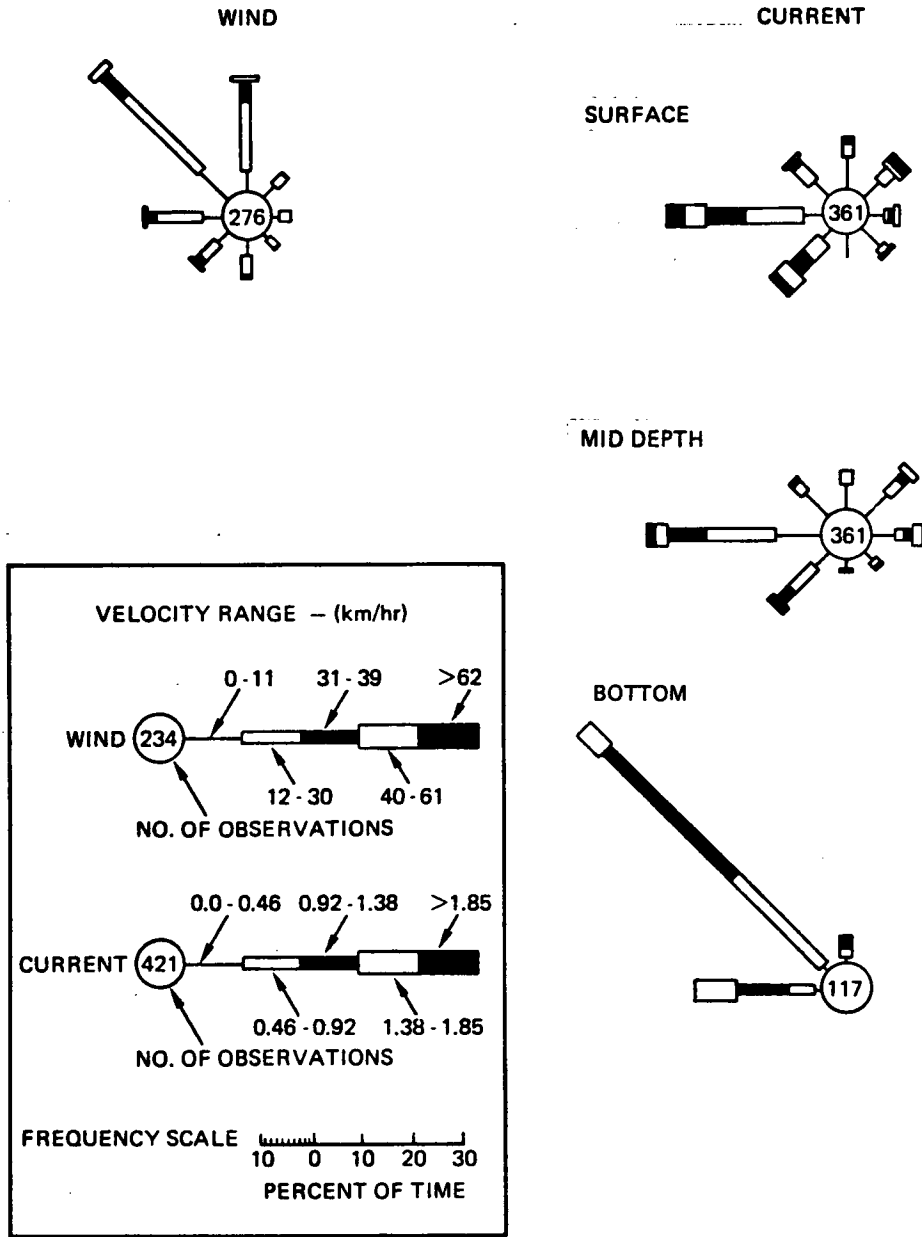 WIND
CURRENT
SURFACE
276
361
MID DEPTH
361
BOTTOM
117
VELOCITY RANGE – (km/hr)
0 - 11 31 - 39 >62
WIND 234
12 - 30 40 - 61
NO. OF OBSERVATIONS
0.0 - 0.46 0.92 - 1.38 >1.85
CURRENT 421
0.46 - 0.92 1.38 - 1.85
NO. OF OBSERVATIONS
FREQUENCY SCALE
10 0 10 20 30
PERCENT OF TIME